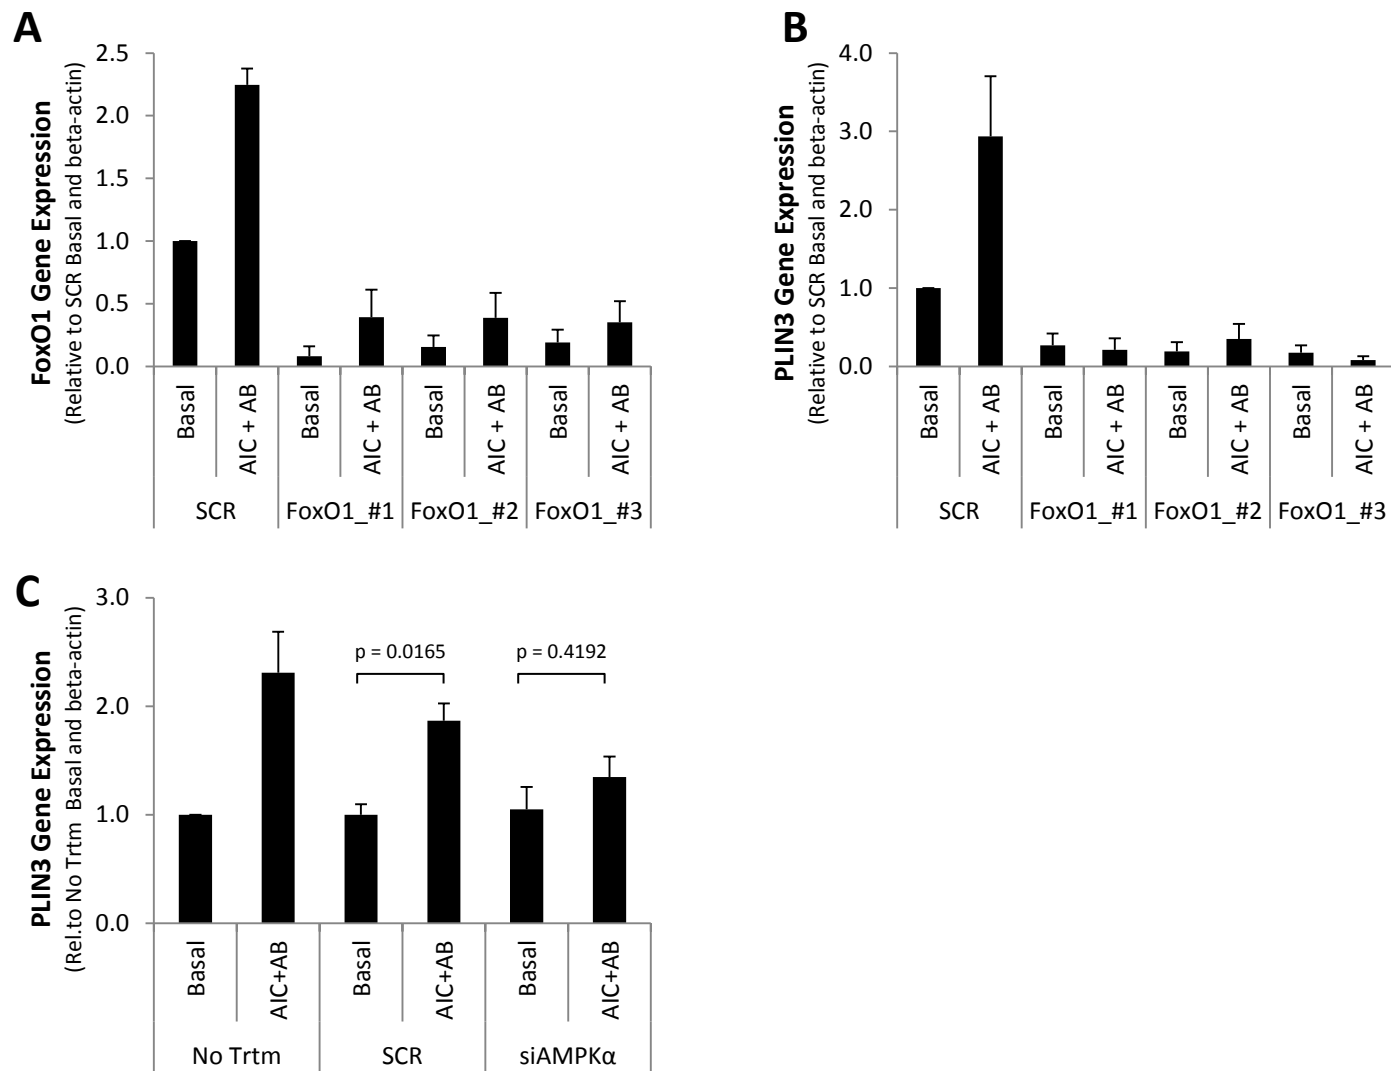 A
FoxO1 Gene Expression
(Relative to SCR Basal and beta-actin)
2.5
2.0
1.5
1.0
0.5
0.0
Basal
AIC + AB
Basal
AIC + AB
Basal
AIC + AB
Basal
AIC + AB
SCR
FoxO1_#1
FoxO1_#2
FoxO1_#3
B
PLIN3 Gene Expression
(Relative to SCR Basal and beta-actin)
4.0
3.0
2.0
1.0
0.0
Basal
AIC + AB
Basal
AIC + AB
Basal
AIC + AB
Basal
AIC + AB
SCR
FoxO1_#1
FoxO1_#2
FoxO1_#3
C
PLIN3 Gene Expression
(Rel.to No Trtm Basal and beta-actin)
3.0
2.0
1.0
0.0
p = 0.0165
p = 0.4192
Basal
AIC+AB
Basal
AIC+AB
Basal
AIC+AB
No Trtm
SCR
siAMPKα